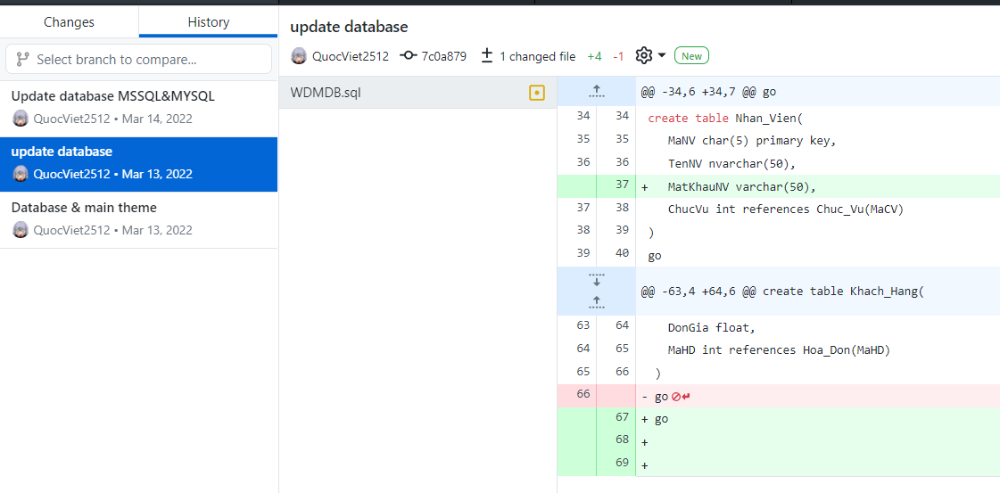 Changes
History
Select branch to compare...
Update database MSSQL&MYSQL
QuocViet2512 • Mar 14, 2022
update database
QuocViet2512 • Mar 13, 2022
Database & main theme
QuocViet2512 • Mar 13, 2022
update database
QuocViet2512 7c0a879 1 changed file +4 -1 New
WDMDB.sql
@@ -34,6 +34,7 @@ go
34 34 create table Nhan_Vien(
35 35 MaNV char(5) primary key,
36 36 TenNV nvarchar(50),
37 + MatKhauNV varchar(50),
37 38 ChucVu int references Chuc_Vu(MaCV)
38 39 )
39 40 go
@@ -63,4 +64,6 @@ create table Khach_Hang(
63 64 DonGia float,
64 65 MaHD int references Hoa_Don(MaHD)
65 66 )
66 - go
67 + go
68 +
69 +